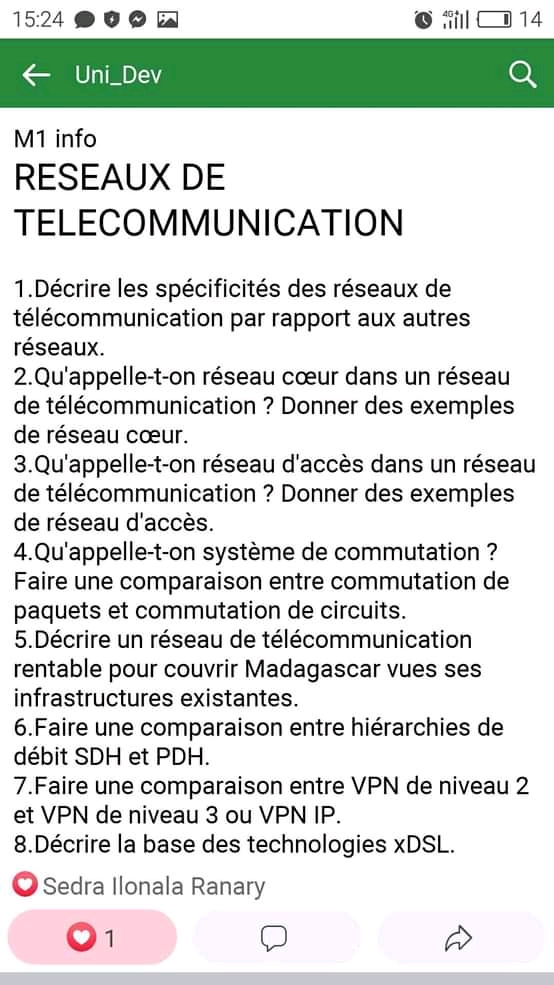 15:24 4G 14
Uni_Dev
M1 info
RESEAUX DE
TELECOMMUNICATION
1.Décrire les spécificités des réseaux de
télécommunication par rapport aux autres
réseaux.
2.Qu'appelle-t-on réseau cœur dans un réseau
de télécommunication ? Donner des exemples
de réseau cœur.
3.Qu'appelle-t-on réseau d'accès dans un réseau
de télécommunication ? Donner des exemples
de réseau d'accès.
4.Qu'appelle-t-on système de commutation ?
Faire une comparaison entre commutation de
paquets et commutation de circuits.
5.Décrire un réseau de télécommunication
rentable pour couvrir Madagascar vues ses
infrastructures existantes.
6.Faire une comparaison entre hiérarchies de
débit SDH et PDH.
7.Faire une comparaison entre VPN de niveau 2
et VPN de niveau 3 ou VPN IP.
8.Décrire la base des technologies xDSL.
Sedra Ilonala Ranary
1